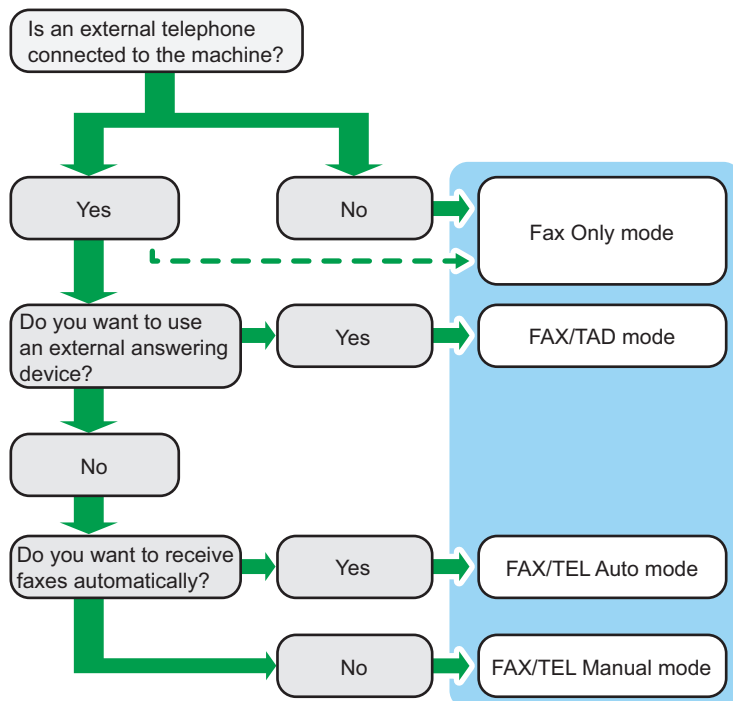 Is an external telephone
connected to the machine?
Yes
No
Fax Only mode
Do you want to use
an external answering
device?
Yes
FAX/TAD mode
No
Do you want to receive
faxes automatically?
Yes
FAX/TEL Auto mode
No
FAX/TEL Manual mode